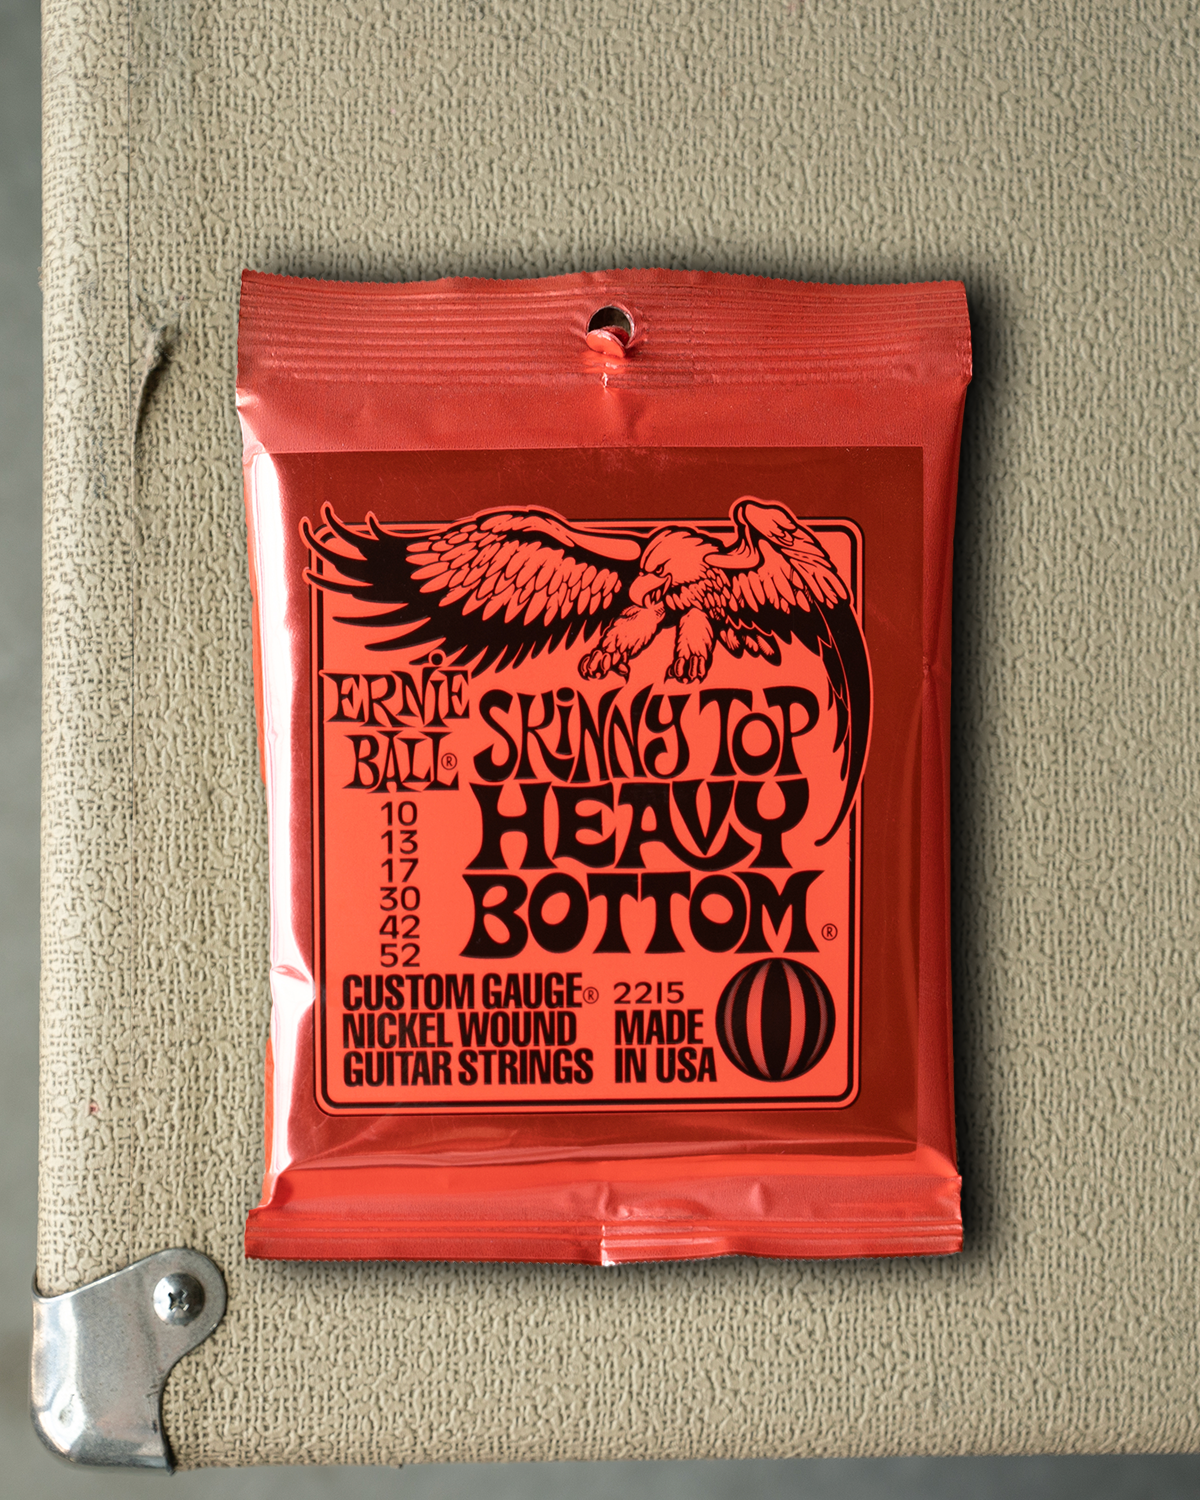 ERNiE
BALL®
SKiNNY TOP
HEAVY
BOTTOM®
10
13
17
30
42
52
CUSTOM GAUGE®
NICKEL WOUND
GUITAR STRINGS
2215
MADE
IN USA